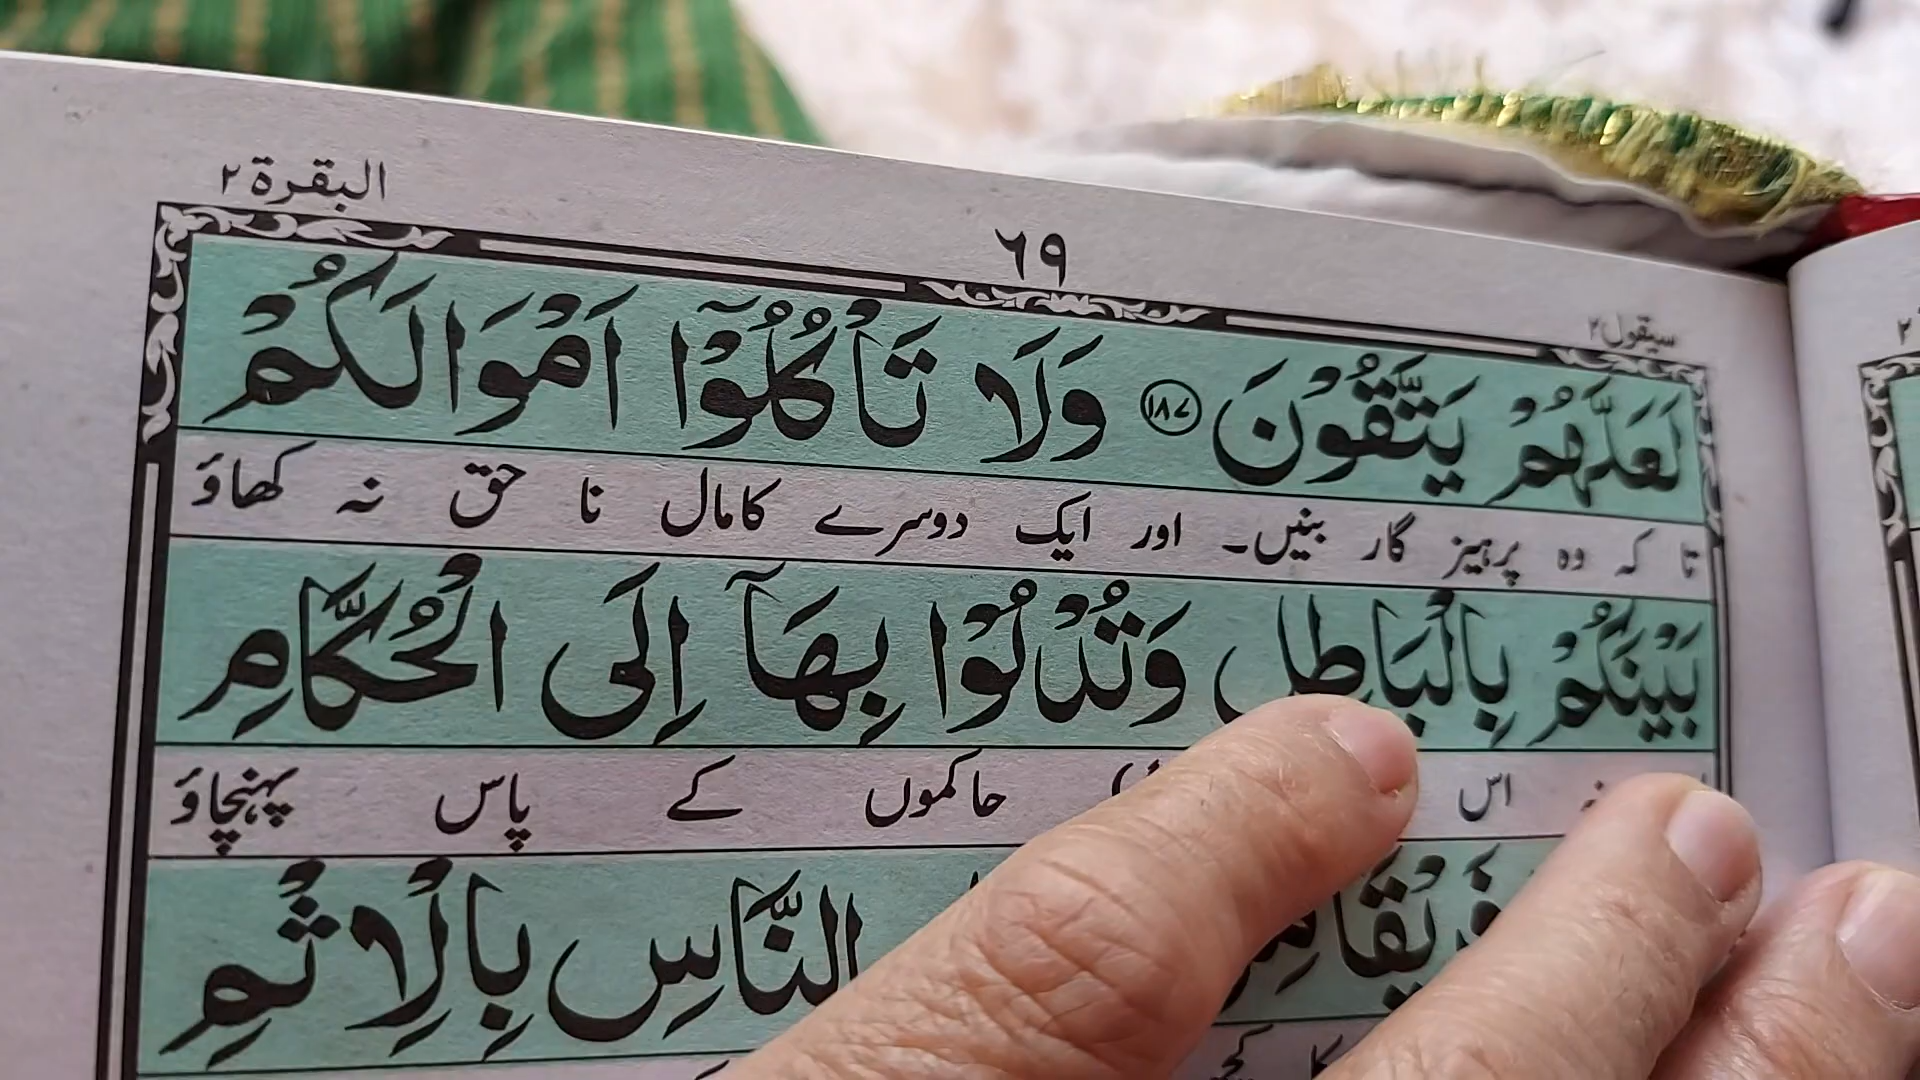 البقرة ٢
٦٩
سيقول ٢
لَعَلَّهُمْ يَتَّقُوْنَ ﴿١٨٧﴾ وَلَا تَاْكُلُوْٓا اَمْوَالَكُمْ
تا کہ وہ پرہیز گار بنیں۔ اور ایک دوسرے کا مال نا حق نہ کھاؤ
بَيْنَكُمْ بِالْبَاطِلِ وَتُدْلُوْا بِهَآ اِلَى الْحُكَّامِ
اس حاکموں کے پاس پہنچاؤ
فَرِيْقًا النَّاسِ بِالْاِثْمِ